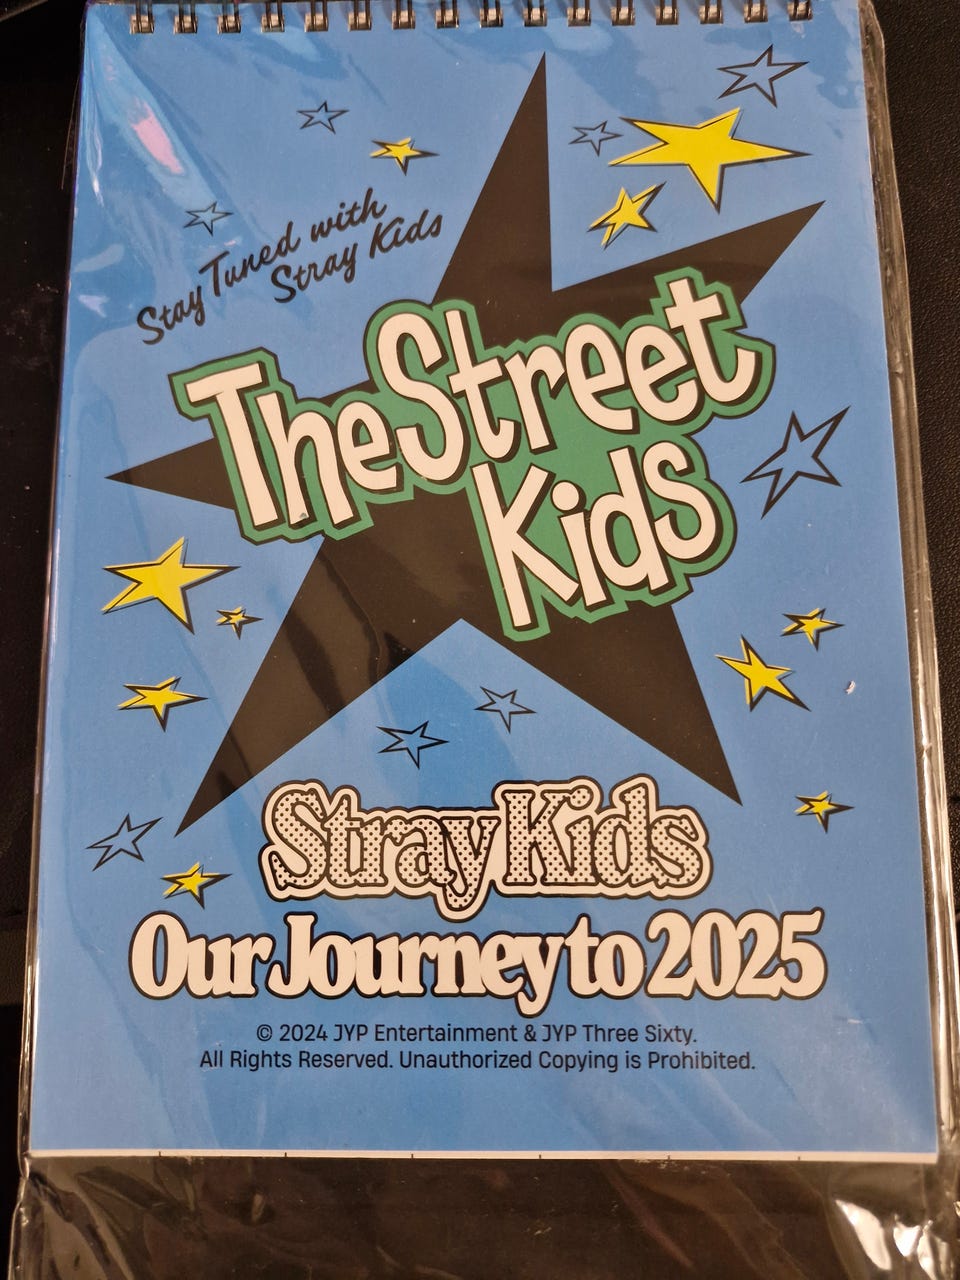 Stay Tuned with
Stray Kids
The Street
Kids
Stray Kids
Our Journey to 2025
© 2024 JYP Entertainment & JYP Three Sixty.
All Rights Reserved. Unauthorized Copying is Prohibited.